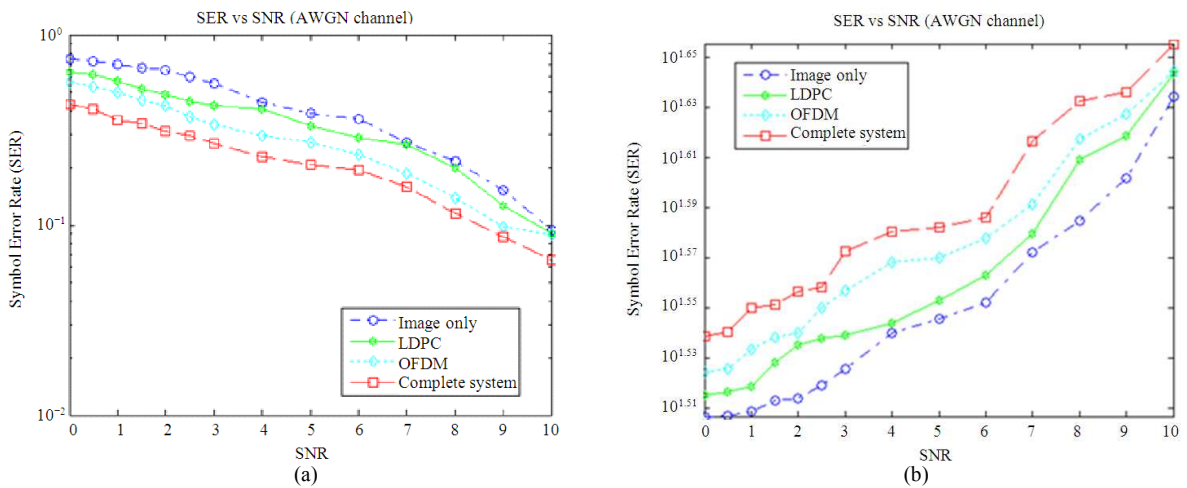 SER vs SNR (AWGN channel)
10^0
10^-1
10^-2
Symbol Error Rate (SER)
Image only
LDPC
OFDM
Complete system
0 1 2 3 4 5 6 7 8 9 10
SNR
(a)
SER vs SNR (AWGN channel)
10^1.65
10^1.63
10^1.61
10^1.59
10^1.57
10^1.55
10^1.53
10^1.51
Symbol Error Rate (SER)
Image only
LDPC
OFDM
Complete system
0 1 2 3 4 5 6 7 8 9 10
SNR
(b)